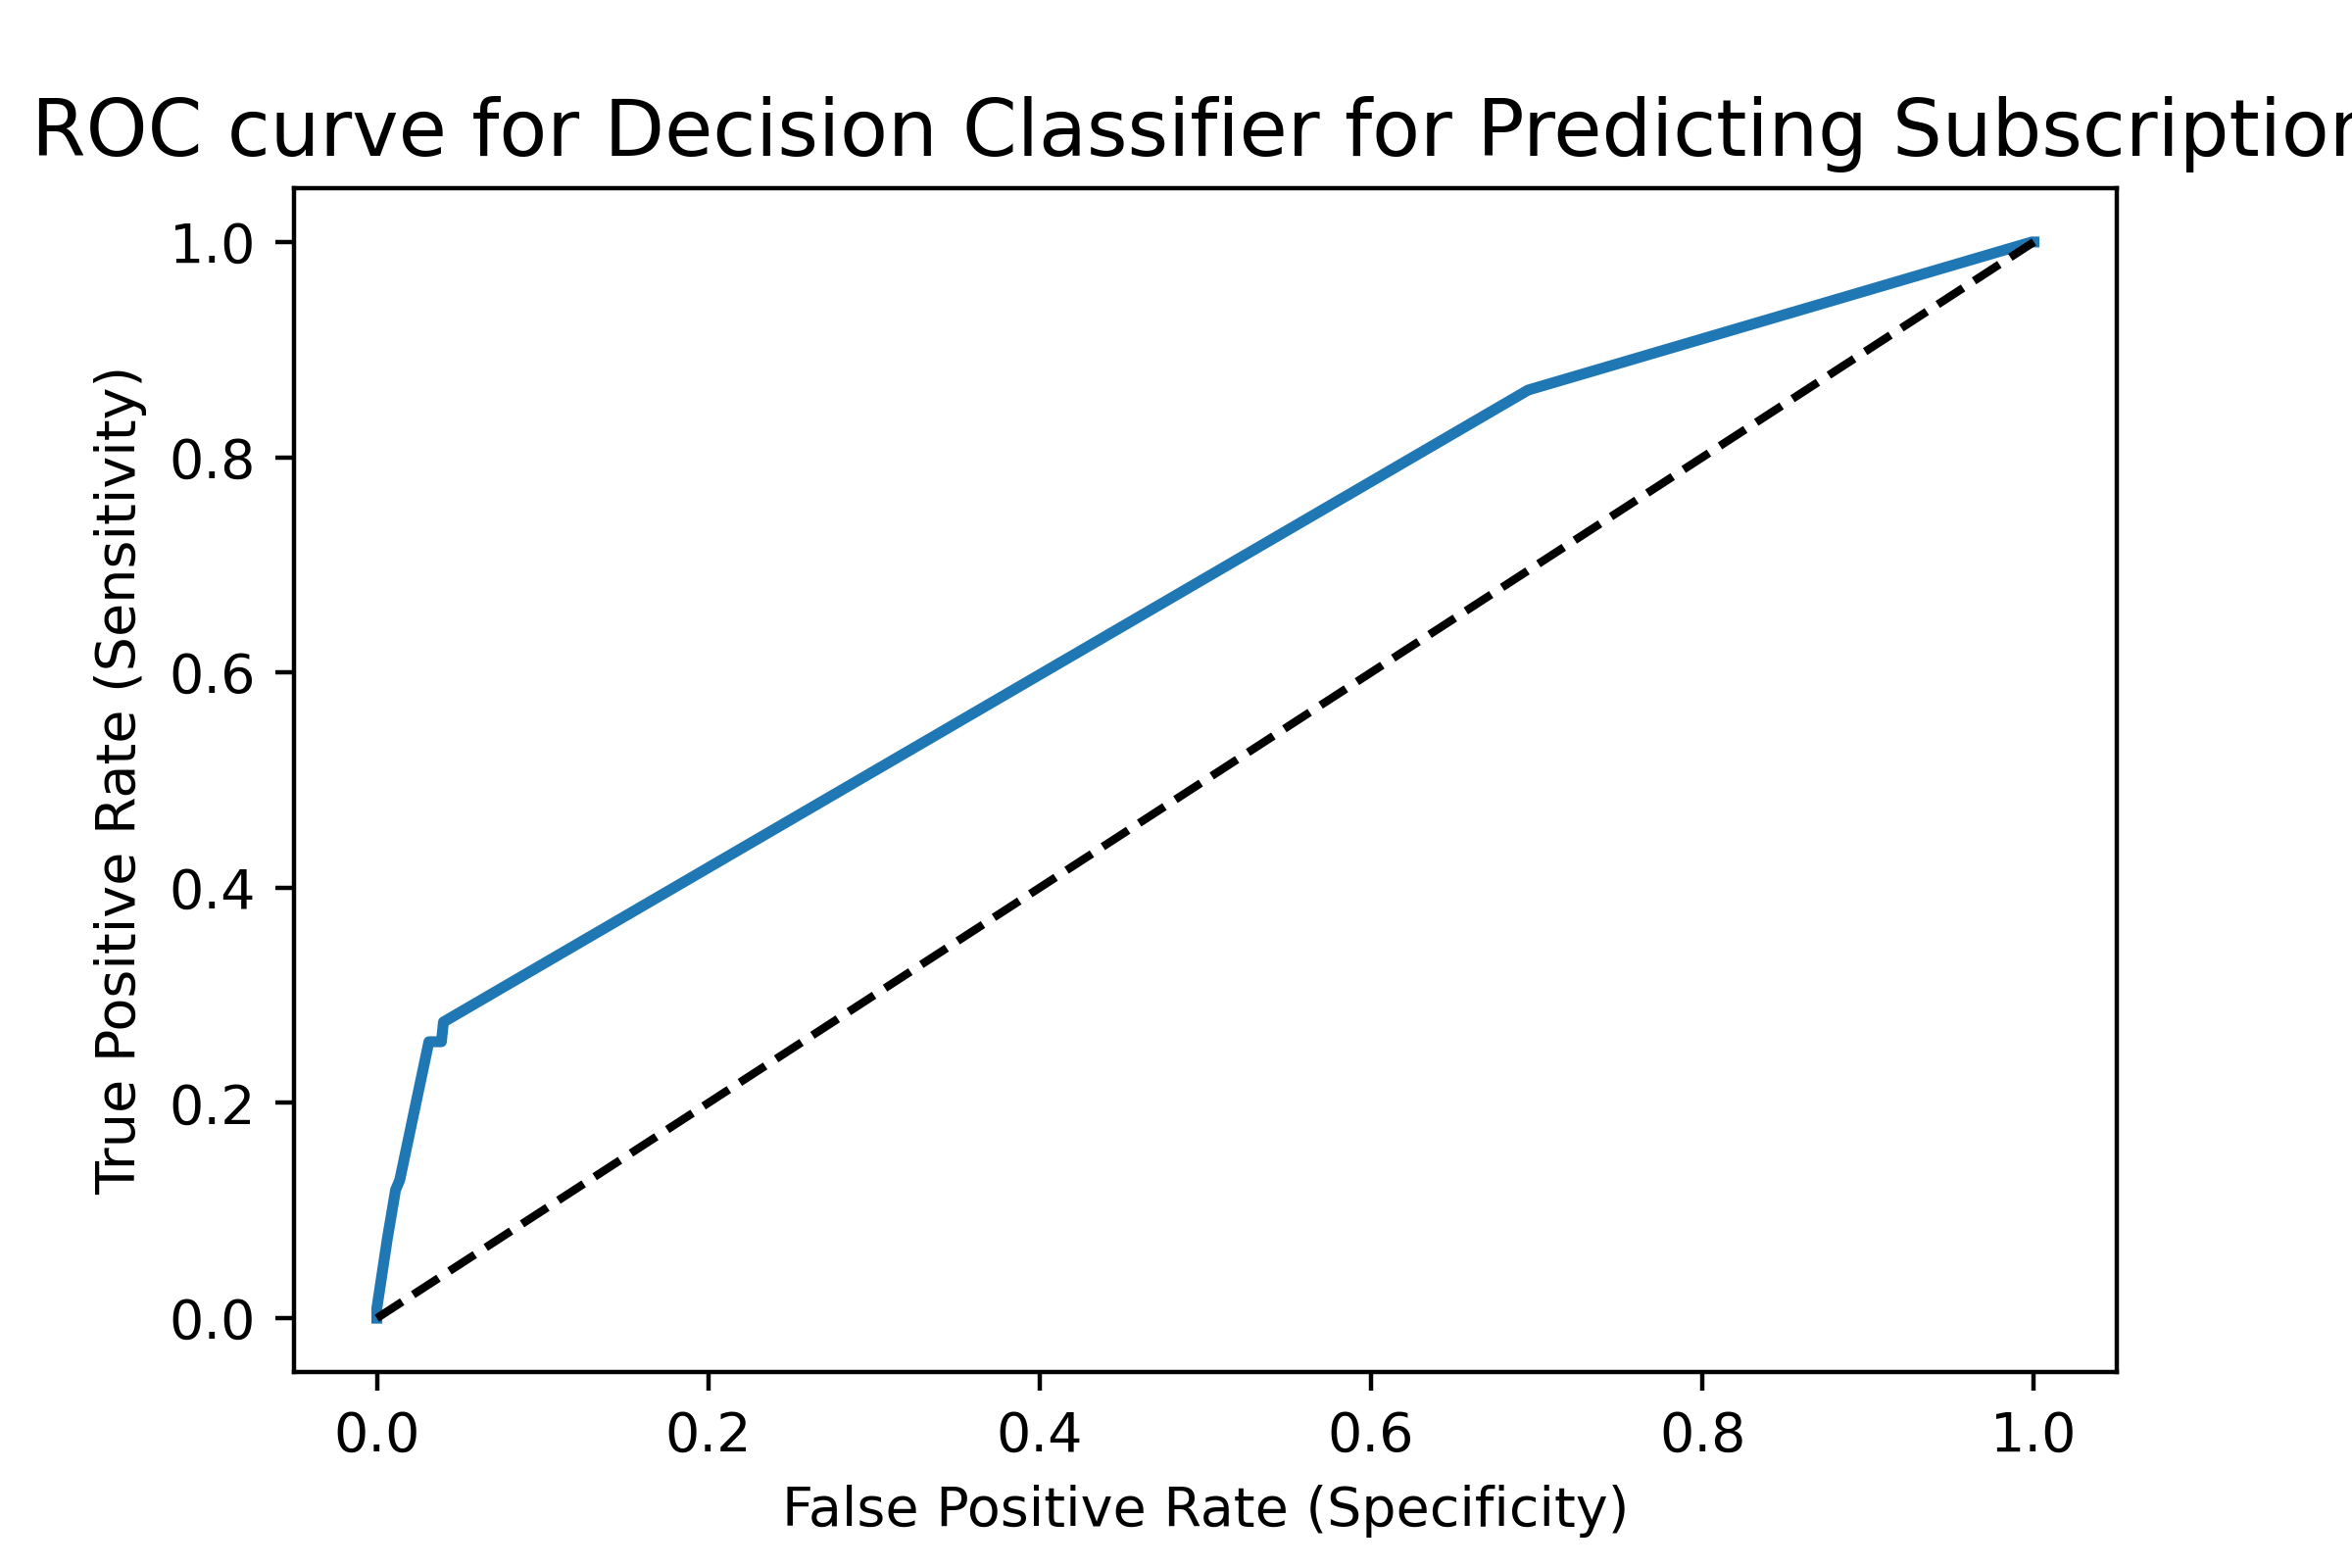 ROC curve for Decision Classifier for Predicting Subscription
True Positive Rate (Sensitivity)
1.0
0.8
0.6
0.4
0.2
0.0
0.0 0.2 0.4 0.6 0.8 1.0
False Positive Rate (Specificity)